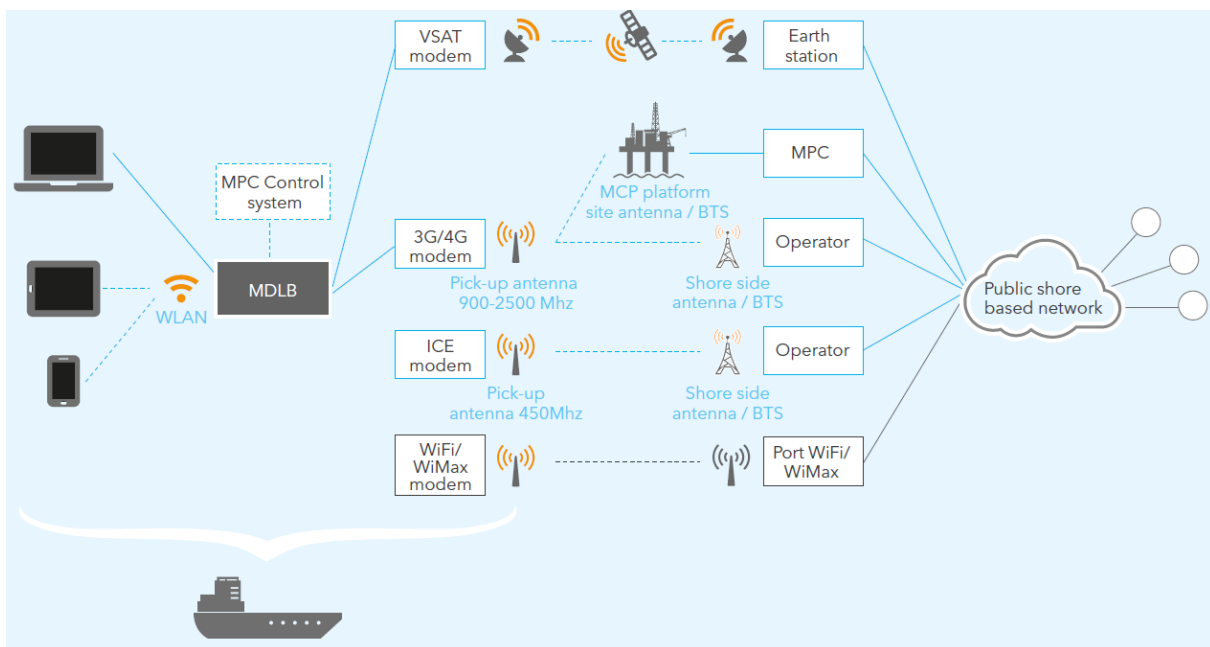 VSAT
modem
Earth
station
MPC
MPC Control
system
MCP platform
site antenna / BTS
3G/4G
modem
Operator
MDLB
WLAN
Pick-up antenna
900-2500 Mhz
Shore side
antenna / BTS
Public shore
based network
ICE
modem
Operator
Pick-up
antenna 450Mhz
Shore side
antenna / BTS
WiFi/
WiMax
modem
Port WiFi/
WiMax